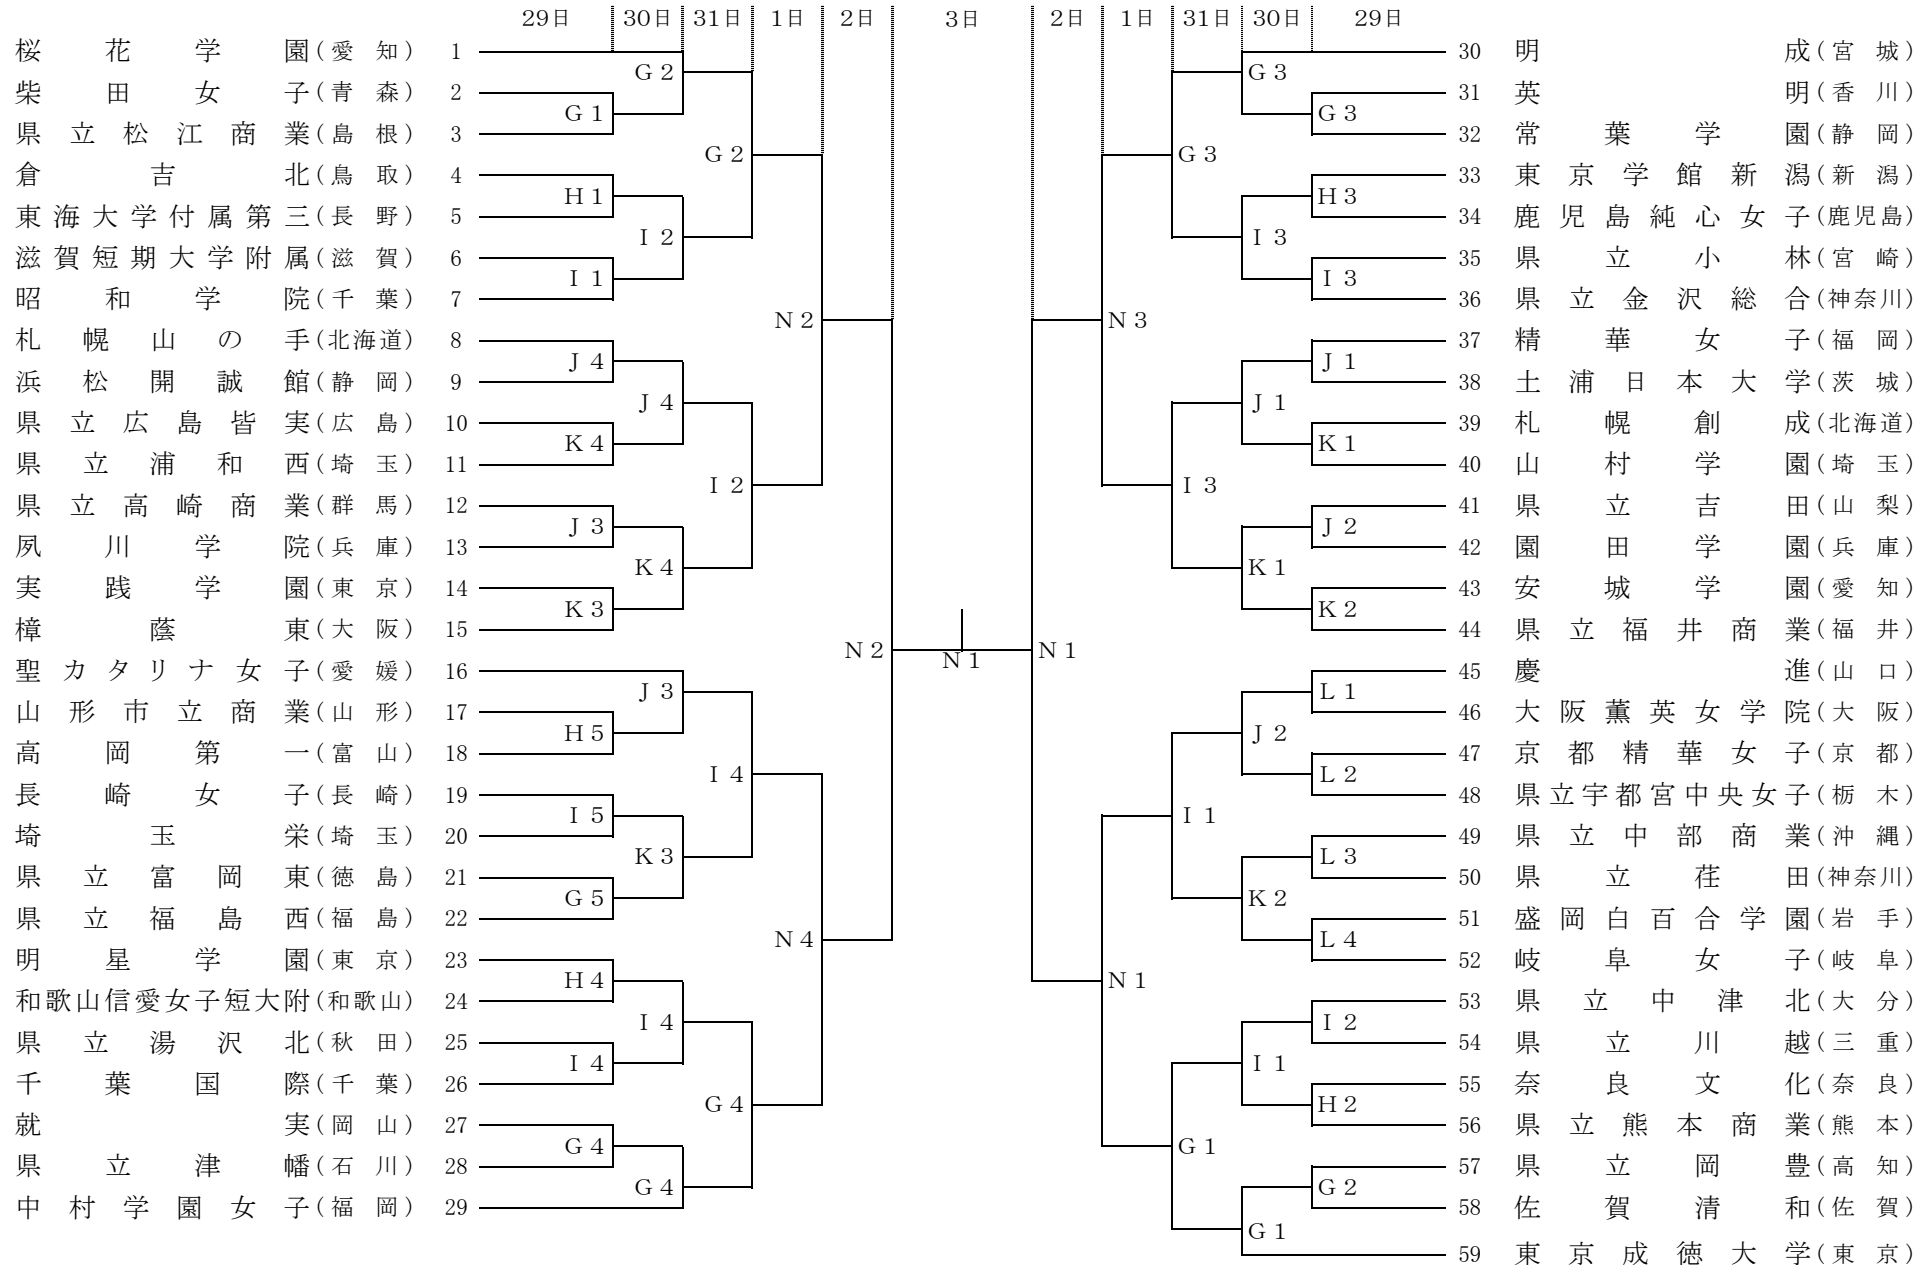 29日 30日 31日 1日 2日 3日 2日 1日 31日 30日 29日
桜花学園(愛知) 1 30 明成(宮城)
G2 G3
柴田女子(青森) 2 31 英明(香川)
G1 G3
県立松江商業(島根) 3 32 常葉学園(静岡)
G2 G3
倉吉北(鳥取) 4 33 東京学館新潟(新潟)
H1 H3
東海大学付属第三(長野) 5 34 鹿児島純心女子(鹿児島)
I2 I3
滋賀短期大学附属(滋賀) 6 35 県立小林(宮崎)
I1 I3
昭和学院(千葉) 7 36 県立金沢総合(神奈川)
N2 N3
札幌山の手(北海道) 8 37 精華女子(福岡)
J4 J1
浜松開誠館(静岡) 9 38 土浦日本大学(茨城)
J4 J1
県立広島皆実(広島) 10 39 札幌創成(北海道)
K4 K1
県立浦和西(埼玉) 11 40 山村学園(埼玉)
I2 I3
県立高崎商業(群馬) 12 41 県立吉田(山梨)
J3 J2
夙川学院(兵庫) 13 42 園田学園(兵庫)
K4 K1
実践学園(東京) 14 43 安城学園(愛知)
K3 K2
樟蔭東(大阪) 15 44 県立福井商業(福井)
N2 N1 N1
聖カタリナ女子(愛媛) 16 45 慶進(山口)
J3 L1
山形市立商業(山形) 17 46 大阪薫英女学院(大阪)
H5 J2
高岡第一(富山) 18 47 京都精華女子(京都)
I4 L2
長崎女子(長崎) 19 48 県立宇都宮中央女子(栃木)
I5 I1
埼玉栄(埼玉) 20 49 県立中部商業(沖縄)
K3 L3
県立富岡東(徳島) 21 50 県立荏田(神奈川)
G5 K2
県立福島西(福島) 22 51 盛岡白百合学園(岩手)
N4 L4
明星学園(東京) 23 52 岐阜女子(岐阜)
H4 N1
和歌山信愛女子短大附(和歌山) 24 53 県立中津北(大分)
I4 I2
県立湯沢北(秋田) 25 54 県立川越(三重)
I4 I1
千葉国際(千葉) 26 55 奈良文化(奈良)
G4 H2
就実(岡山) 27 56 県立熊本商業(熊本)
G4 G1
県立津幡(石川) 28 57 県立岡豊(高知)
G4 G2
中村学園女子(福岡) 29 58 佐賀清和(佐賀)
G1
59 東京成徳大学(東京)